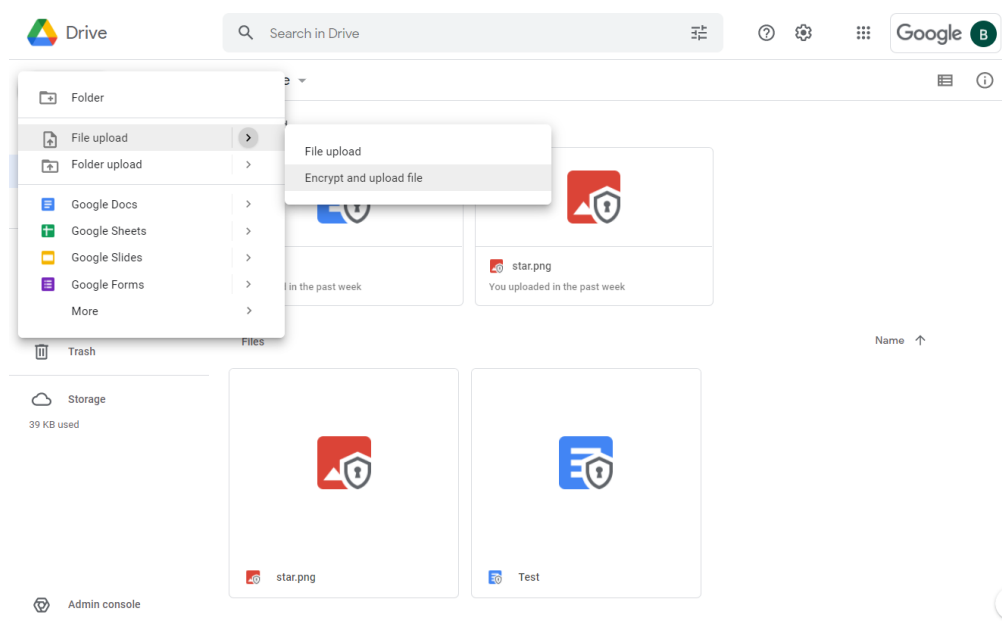 Drive
Search in Drive
Google B
Folder
File upload
Folder upload
Google Docs
Google Sheets
Google Slides
Google Forms
More
File upload
Encrypt and upload file
in the past week
star.png
You uploaded in the past week
Files
Name
Trash
Storage
39 KB used
star.png
Test
Admin console